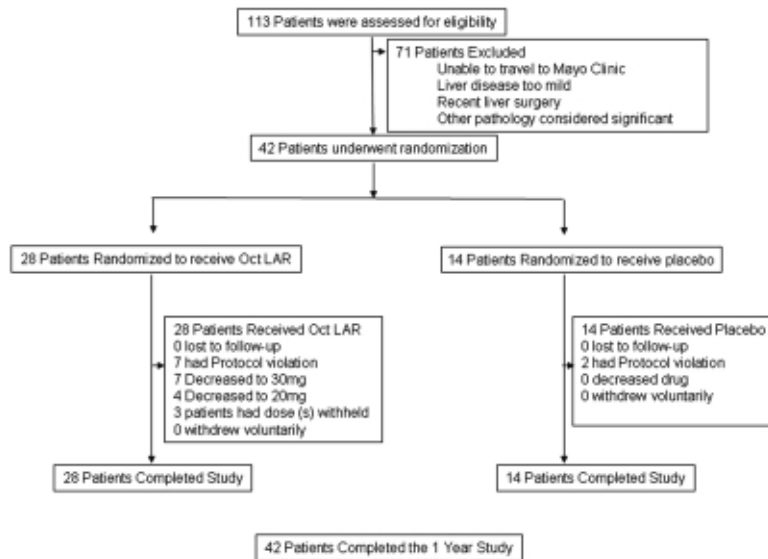 113 Patients were assessed for eligibility
71 Patients Excluded
Unable to travel to Mayo Clinic
Liver disease too mild
Recent liver surgery
Other pathology considered significant
42 Patients underwent randomization
28 Patients Randomized to receive Oct LAR
14 Patients Randomized to receive placebo
28 Patients Received Oct LAR
0 lost to follow-up
7 had Protocol violation
7 Decreased to 30mg
4 Decreased to 20mg
3 patients had dose (s) withheld
0 withdrew voluntarily
14 Patients Received Placebo
0 lost to follow-up
2 had Protocol violation
0 decreased drug
0 withdrew voluntarily
28 Patients Completed Study
14 Patients Completed Study
42 Patients Completed the 1 Year Study